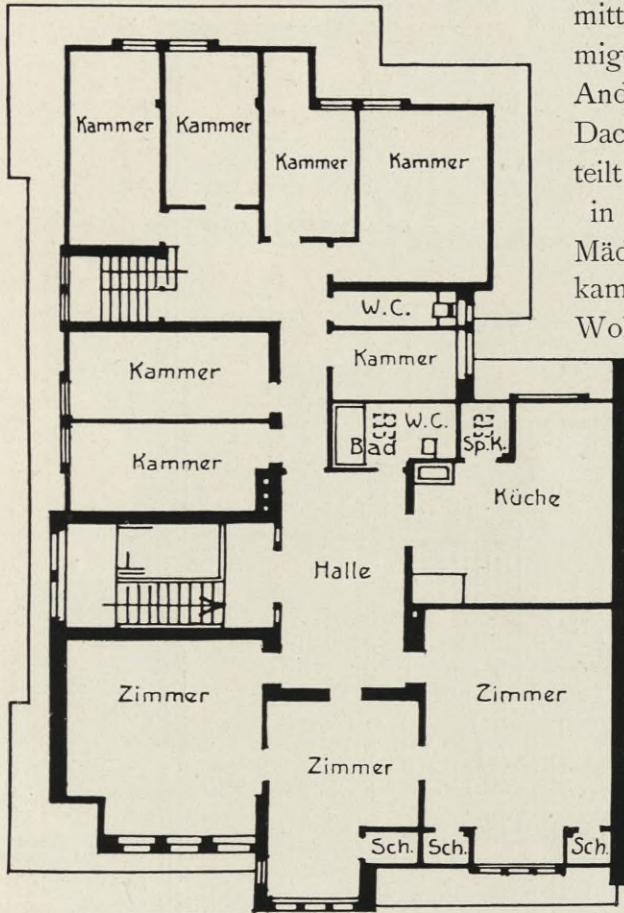 mitt
mig
And
Dac
teilt
in
Mäd
kam
Wol
Kammer
Kammer
Kammer
Kammer
W.C.
Kammer
Kammer
Kammer
Bad
W.C.
Sp.K.
Küche
Halle
Zimmer
Zimmer
Zimmer
Sch.
Sch.
Sch.